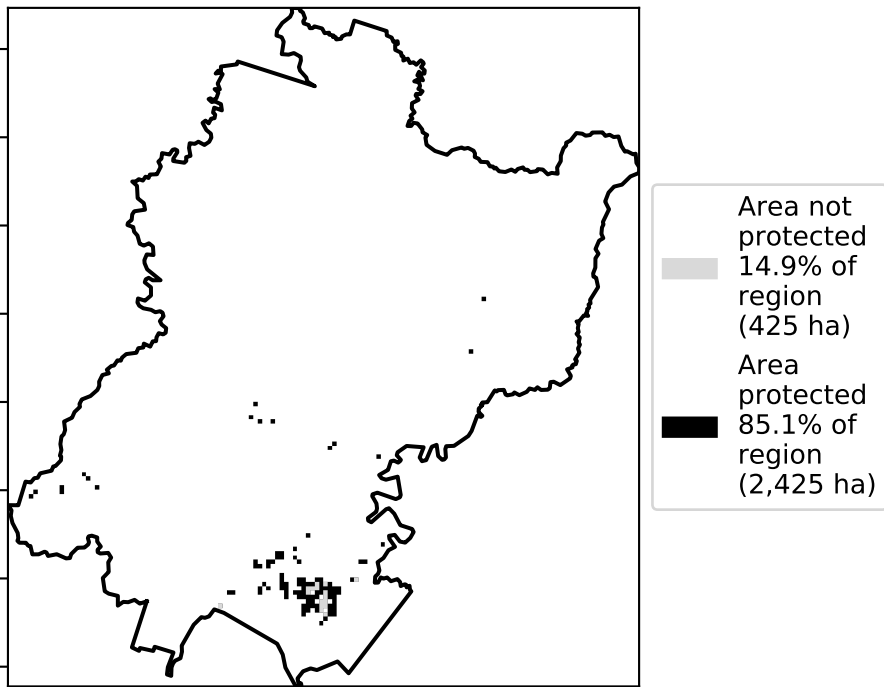 Area not
protected
14.9% of
region
(425 ha)
Area
protected
85.1% of
region
(2,425 ha)